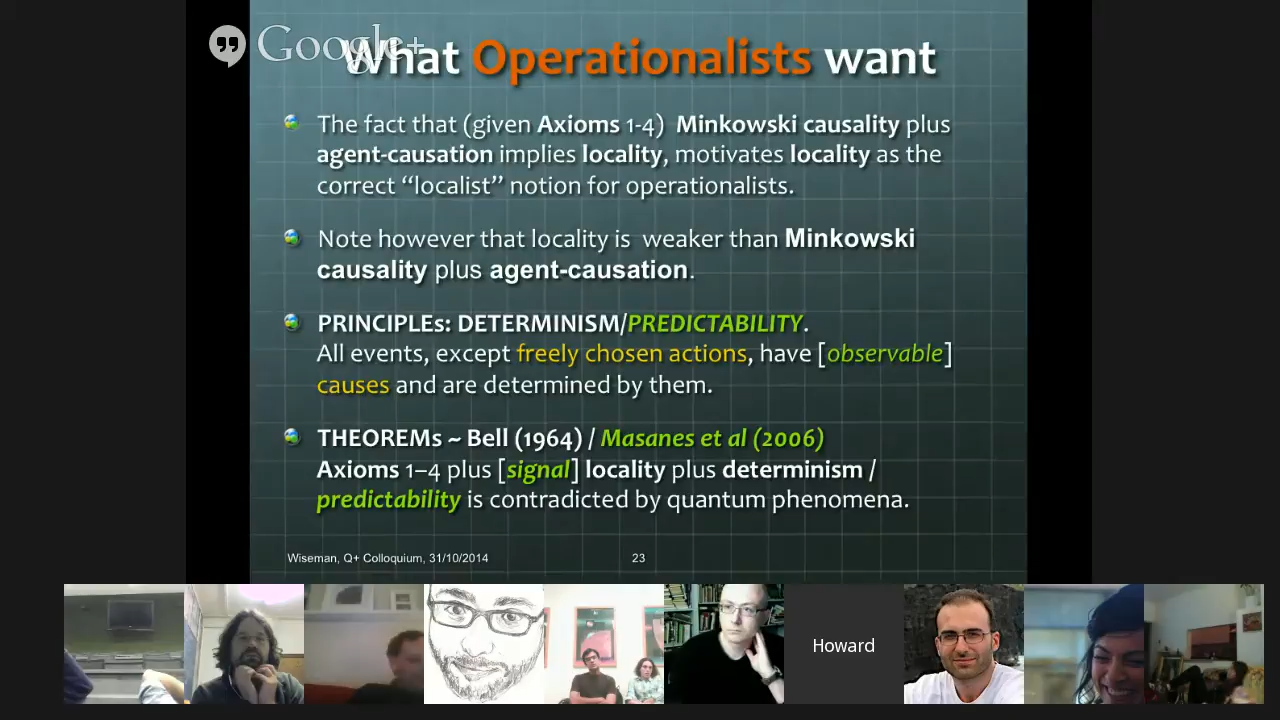 Google+
What Operationalists want
The fact that (given Axioms 1-4) Minkowski causality plus
agent-causation implies locality, motivates locality as the
correct “localist” notion for operationalists.
Note however that locality is weaker than Minkowski
causality plus agent-causation.
PRINCIPLEs: DETERMINISM/PREDICTABILITY.
All events, except freely chosen actions, have [observable]
causes and are determined by them.
THEOREMs ~ Bell (1964) / Masanes et al (2006)
Axioms 1–4 plus [signal] locality plus determinism /
predictability is contradicted by quantum phenomena.
Wiseman, Q+ Colloquium, 31/10/2014 23
Howard